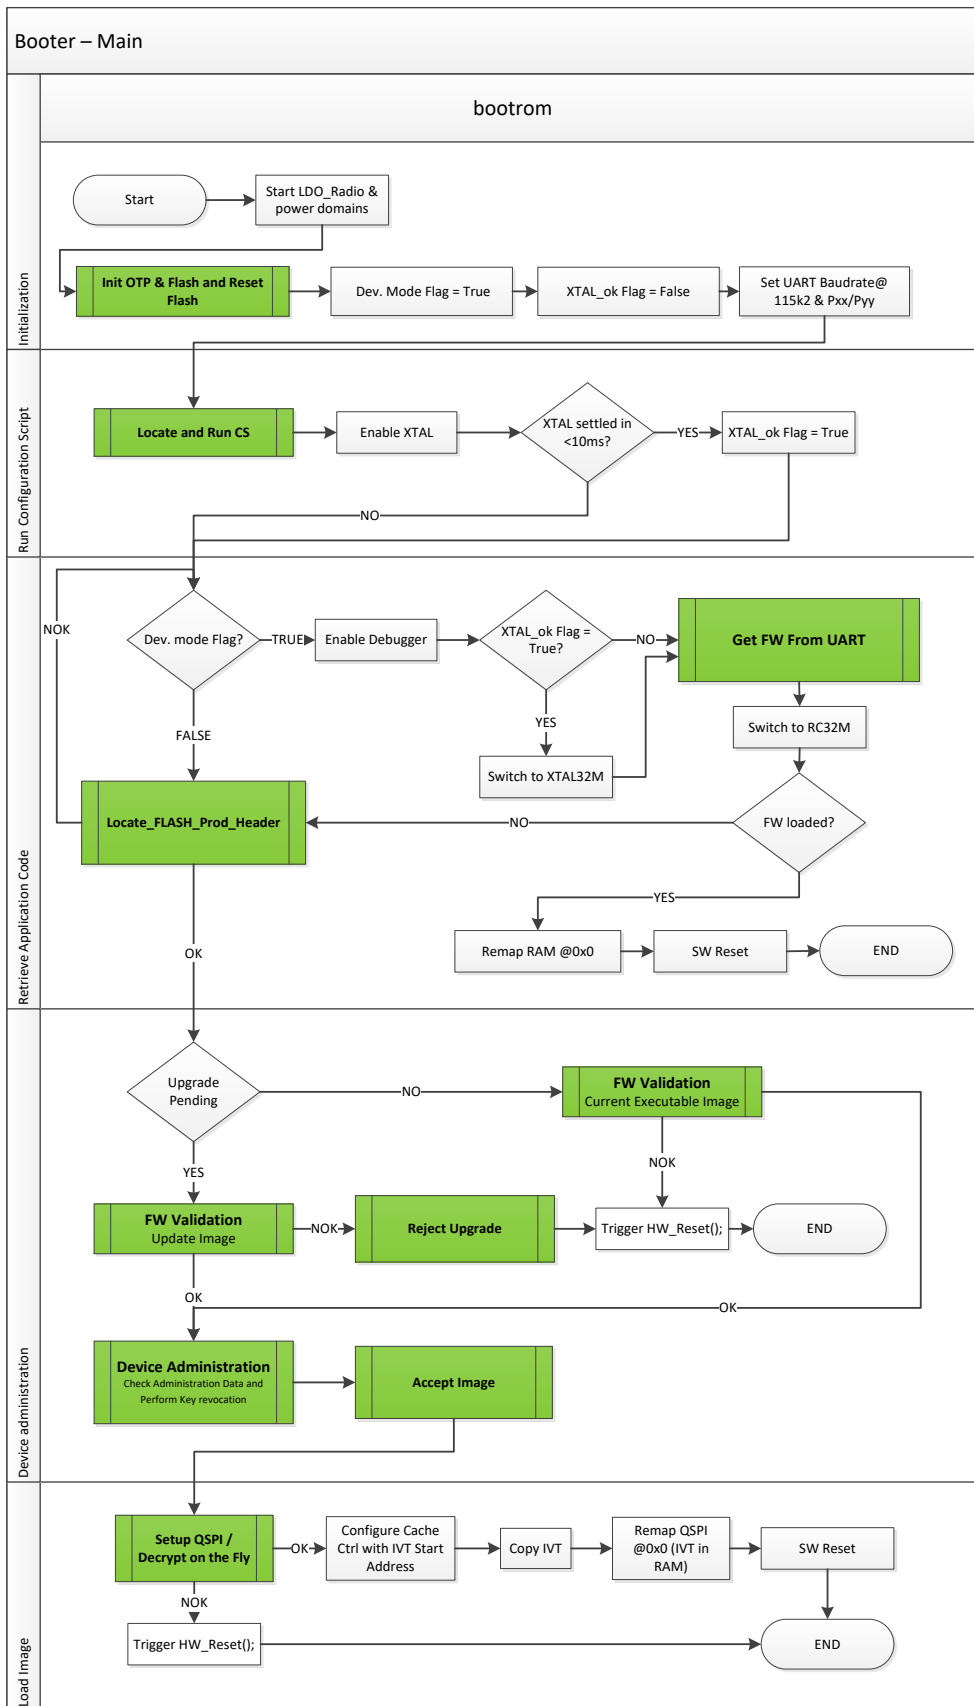 Booter – Main
bootrom
Initialization
Start
Start LDO_Radio &
power domains
Init OTP & Flash and Reset
Flash
Dev. Mode Flag = True
XTAL_ok Flag = False
Set UART Baudrate@
115k2 & Pxx/Pyy
Run Configuration Script
Locate and Run CS
Enable XTAL
XTAL settled in
<10ms?
YES
XTAL_ok Flag = True
NO
Retrieve Application Code
NOK
Dev. mode Flag?
TRUE
Enable Debugger
XTAL_ok Flag =
True?
NO
Get FW From UART
YES
Switch to XTAL32M
Switch to RC32M
FALSE
Locate_FLASH_Prod_Header
NO
FW loaded?
YES
Remap RAM @0x0
SW Reset
END
OK
Device administration
Upgrade
Pending
NO
FW Validation
Current Executable Image
NOK
YES
FW Validation
Update Image
NOK
Reject Upgrade
Trigger HW_Reset();
END
OK
OK
Device Administration
Check Administration Data and
Perform Key revocation
Accept Image
Load Image
Setup QSPI /
Decrypt on the Fly
OK
Configure Cache
Ctrl with IVT Start
Address
Copy IVT
Remap QSPI
@0x0 (IVT in
RAM)
SW Reset
NOK
Trigger HW_Reset();
END